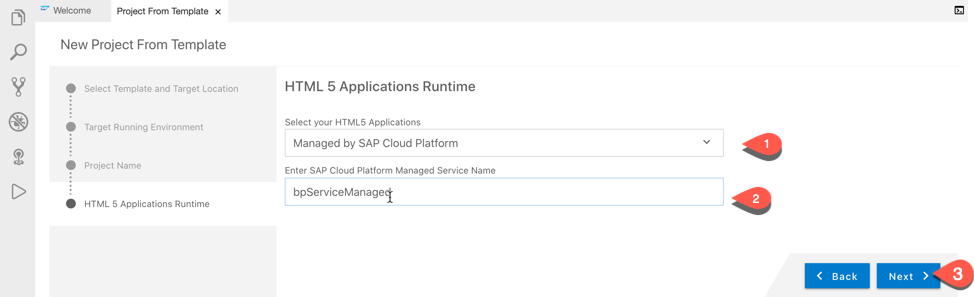 Welcome
Project From Template ×
New Project From Template
Select Template and Target Location
Target Running Environment
Project Name
HTML 5 Applications Runtime
HTML 5 Applications Runtime
Select your HTML5 Applications
Managed by SAP Cloud Platform
1
Enter SAP Cloud Platform Managed Service Name
bpServiceManaged
2
< Back
Next >
3